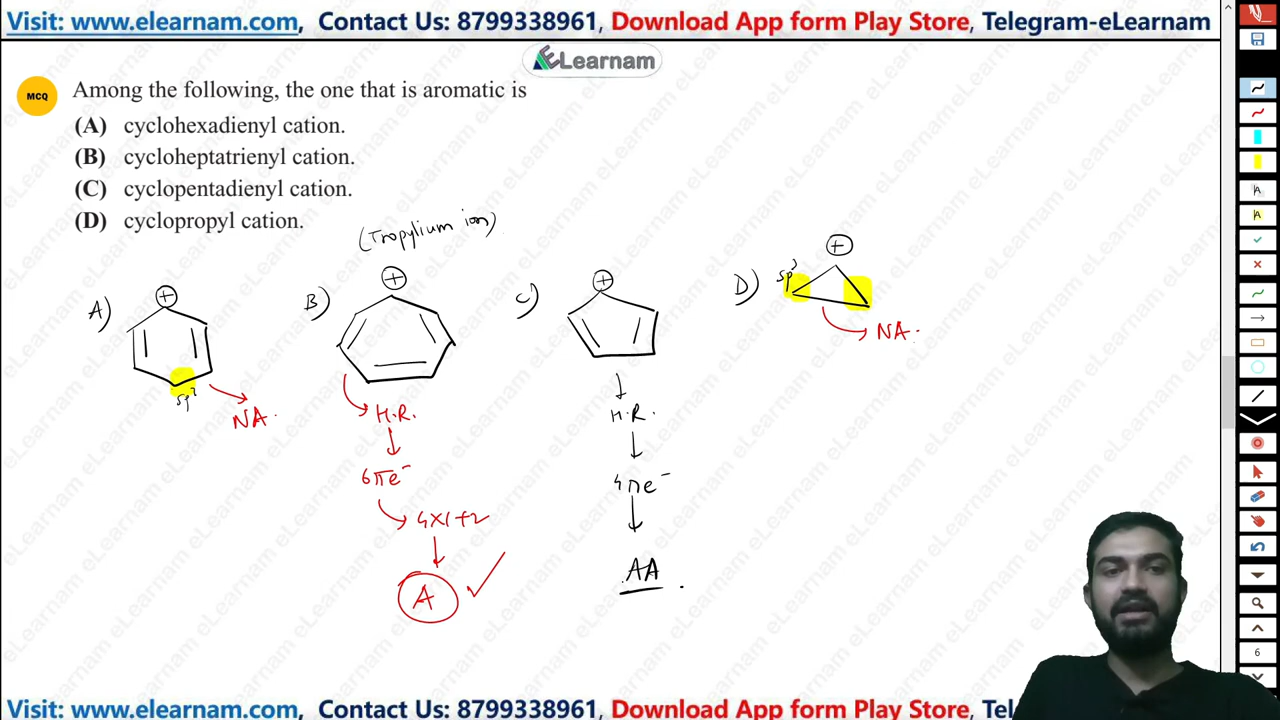 Visit: www.elearnam.com, Contact Us: 8799338961, Download App form Play Store, Telegram-eLearnam
eLearnam
MCQ
Among the following, the one that is aromatic is
(A) cyclohexadienyl cation.
(B) cycloheptatrienyl cation.
(C) cyclopentadienyl cation.
(D) cyclopropyl cation.
(Tropylium ion)
A) + sp³ NA.
B) +
H.R.
6πe⁻
4x1+2
A
C) +
H.R.
4πe⁻
AA.
D) + sp³ NA.
A
A
6
Visit: www.elearnam.com, Contact Us: 8799338961, Download App form Play Store, Tel